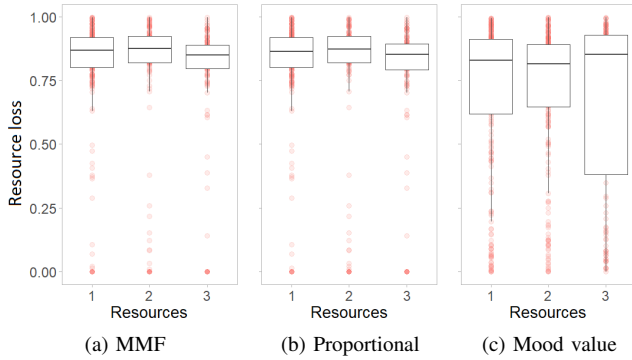 Resource loss
1.00
0.75
0.50
0.25
0.00
1 2 3 1 2 3 1 2 3
Resources Resources Resources
(a) MMF (b) Proportional (c) Mood value